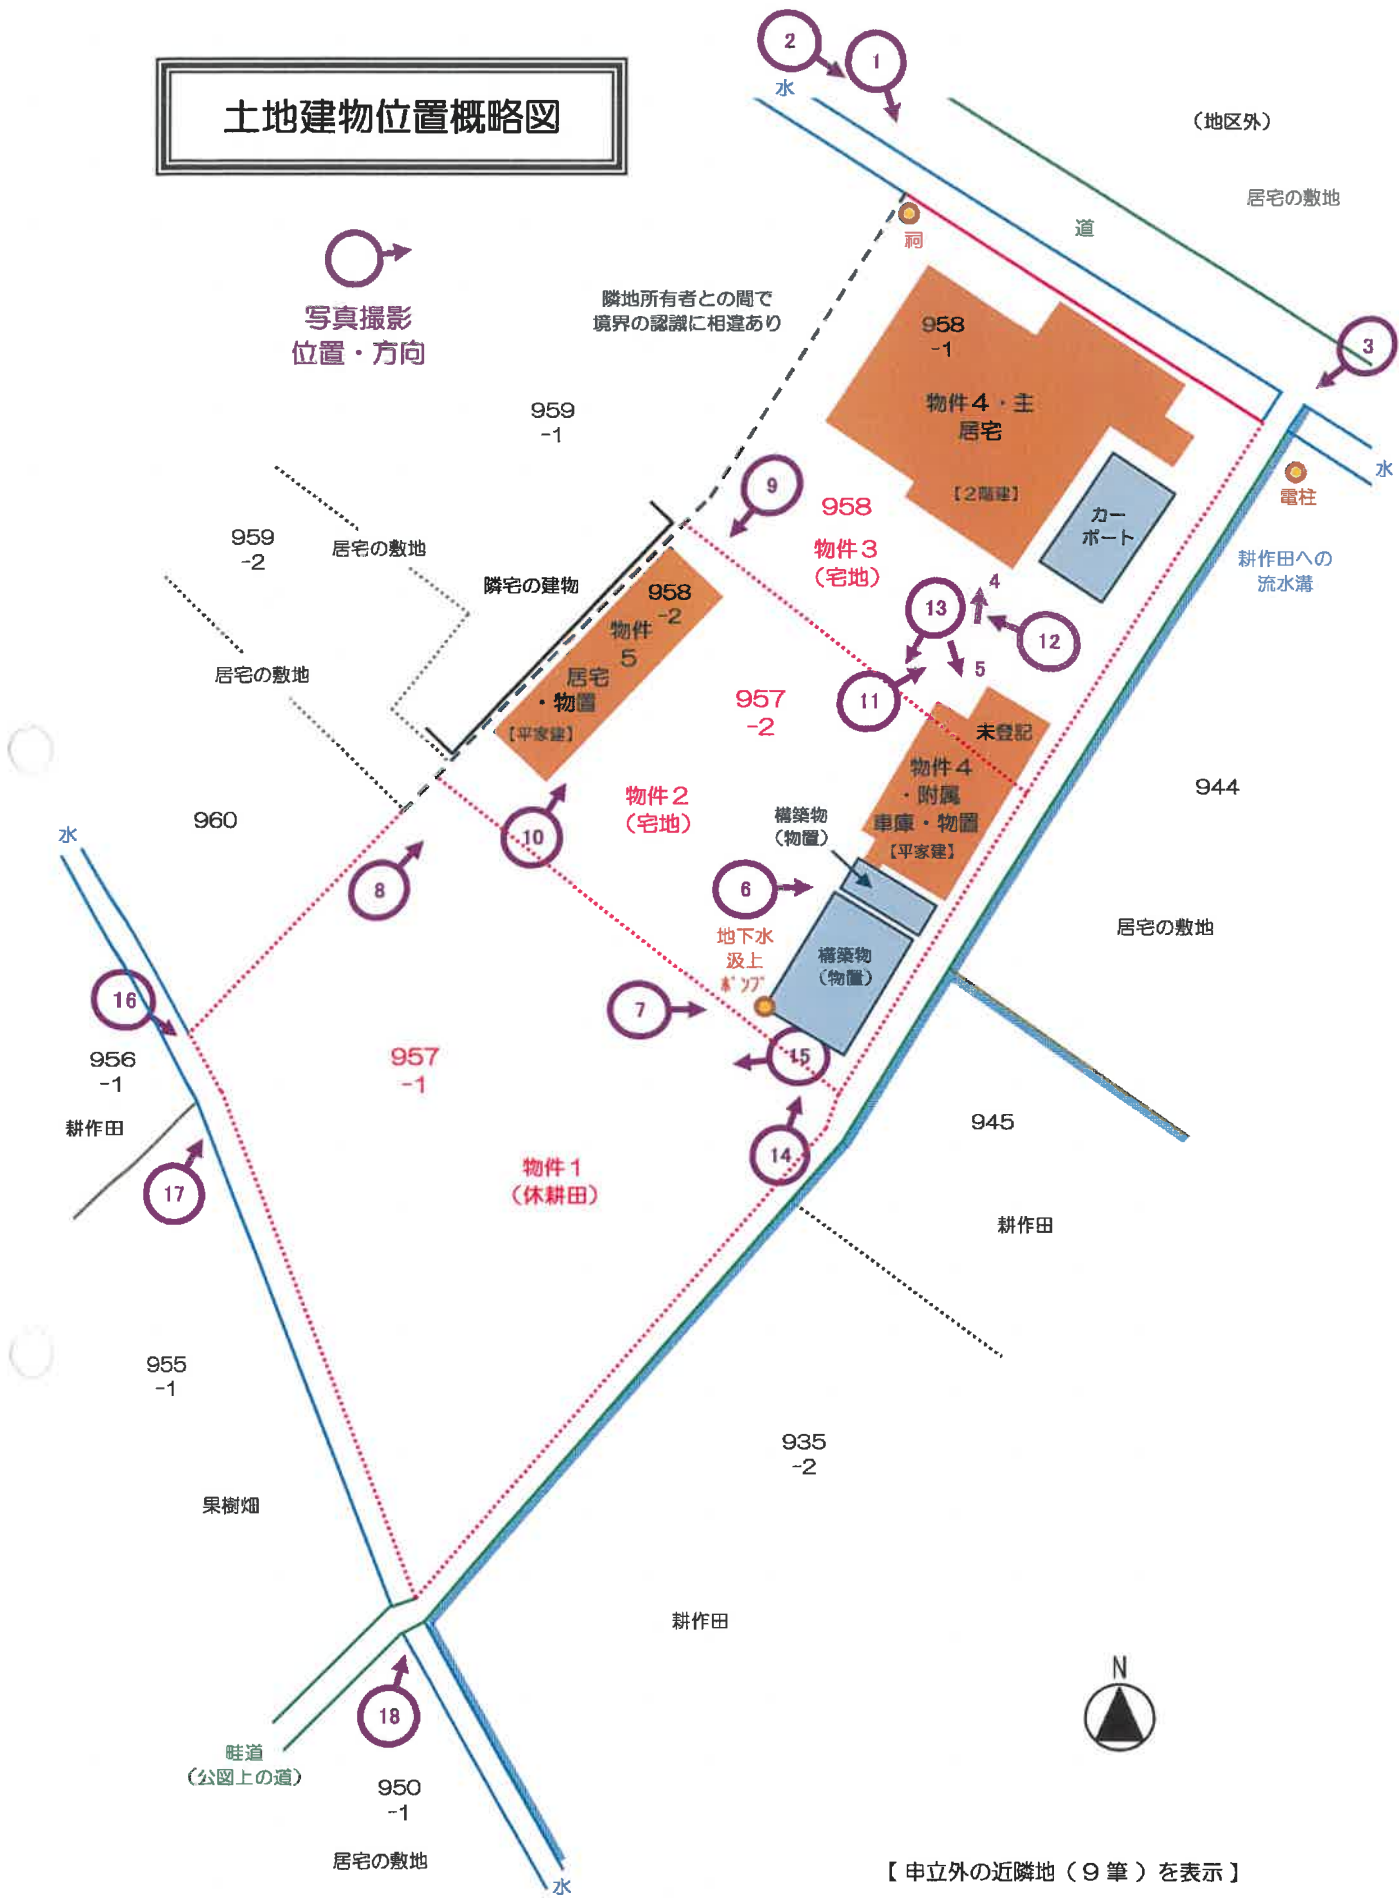 土地建物位置概略図
写真撮影
位置・方向
2
1
水
(地区外)
居宅の敷地
道
祠
3
隣地所有者との間で
境界の認識に相違あり
958
-1
物件4・主
居宅
【2階建】
カー
ポート
水
電柱
耕作田への
流水溝
959
-1
959
-2
居宅の敷地
居宅の敷地
隣宅の建物
9
958
物件3
(宅地)
958
-2
物件
5
居宅
・物置
【平家建】
13
4
12
5
11
957
-2
物件2
(宅地)
未登記
物件4
・附属
車庫・物置
【平家建】
構築物
(物置)
構築物
(物置)
944
居宅の敷地
960
水
10
8
6
地下水
汲上
ポンプ
7
15
14
16
956
-1
耕作田
17
957
-1
物件1
(休耕田)
945
耕作田
955
-1
果樹畑
935
-2
耕作田
18
畦道
(公図上の道)
950
-1
居宅の敷地
水
N
【申立外の近隣地(9筆)を表示】